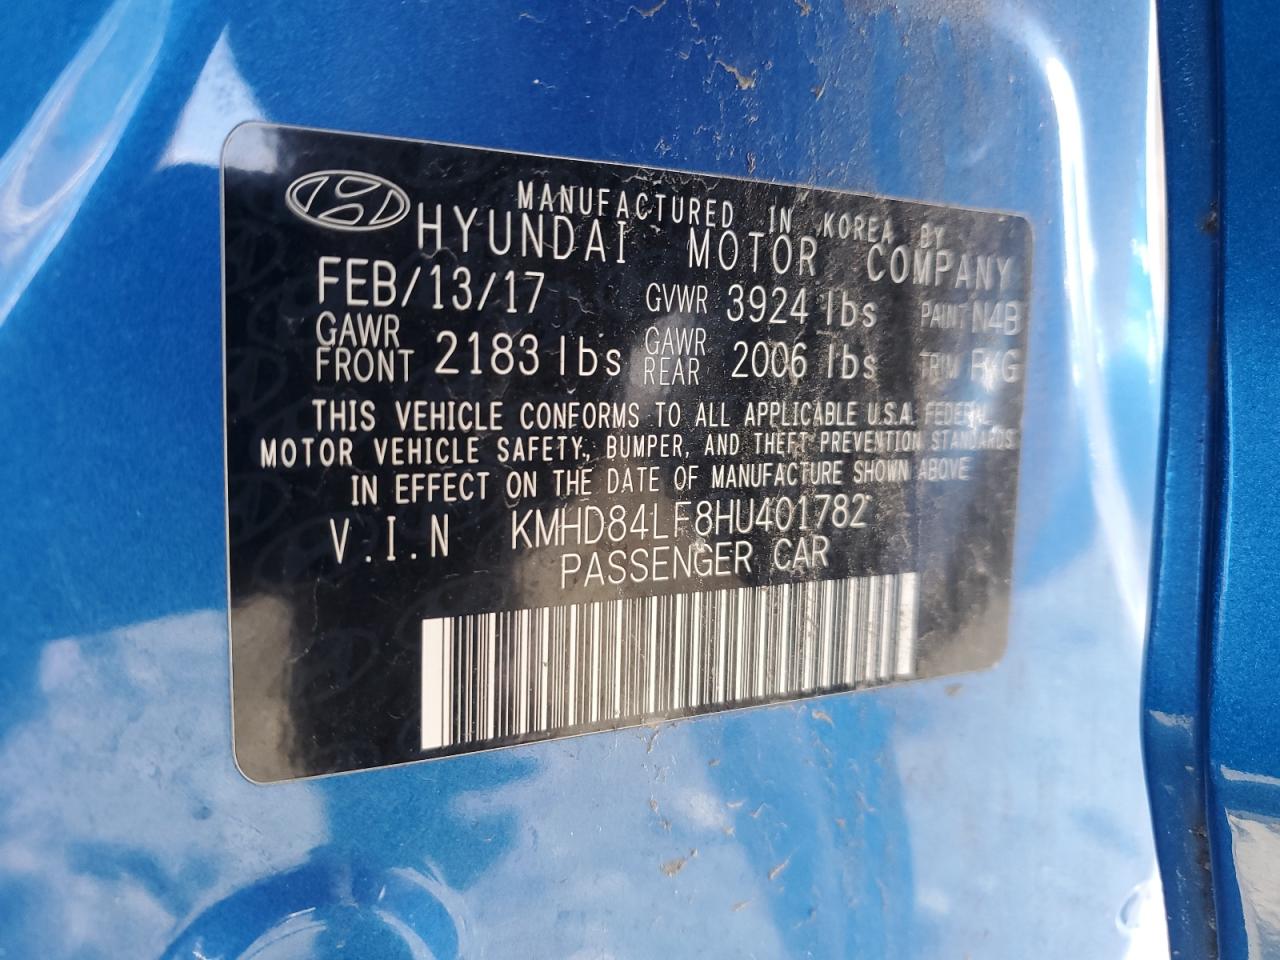 MANUFACTURED IN KOREA BY
HYUNDAI MOTOR COMPANY
FEB/13/17 GVWR 3924 lbs PAINT N4B
GAWR FRONT 2183 lbs GAWR REAR 2006 lbs TRIM
THIS VEHICLE CONFORMS TO ALL APPLICABLE U.S.A. FEDERAL
MOTOR VEHICLE SAFETY, BUMPER, AND THEFT PREVENTION STANDARDS
IN EFFECT ON THE DATE OF MANUFACTURE SHOWN ABOVE
V.I.N KMHD84LF8HU401782
PASSENGER CAR